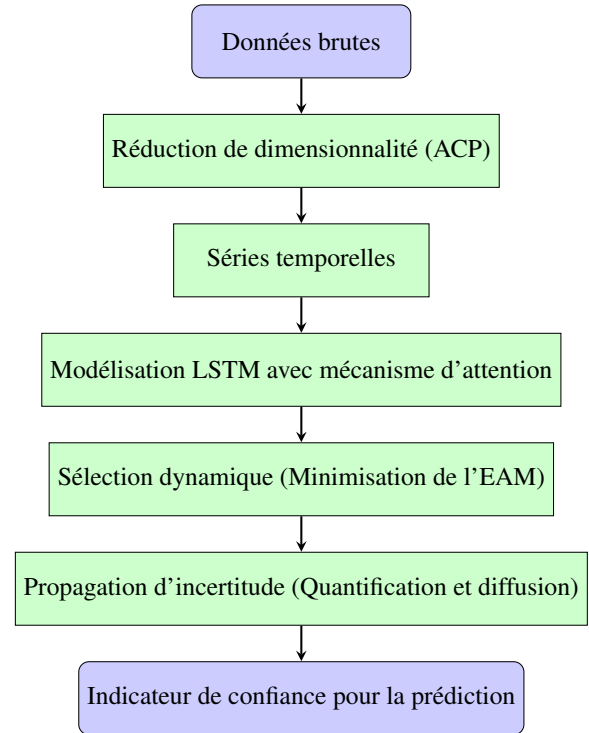 Données brutes
Réduction de dimensionnalité (ACP)
Séries temporelles
Modélisation LSTM avec mécanisme d'attention
Sélection dynamique (Minimisation de l'EAM)
Propagation d'incertitude (Quantification et diffusion)
Indicateur de confiance pour la prédiction